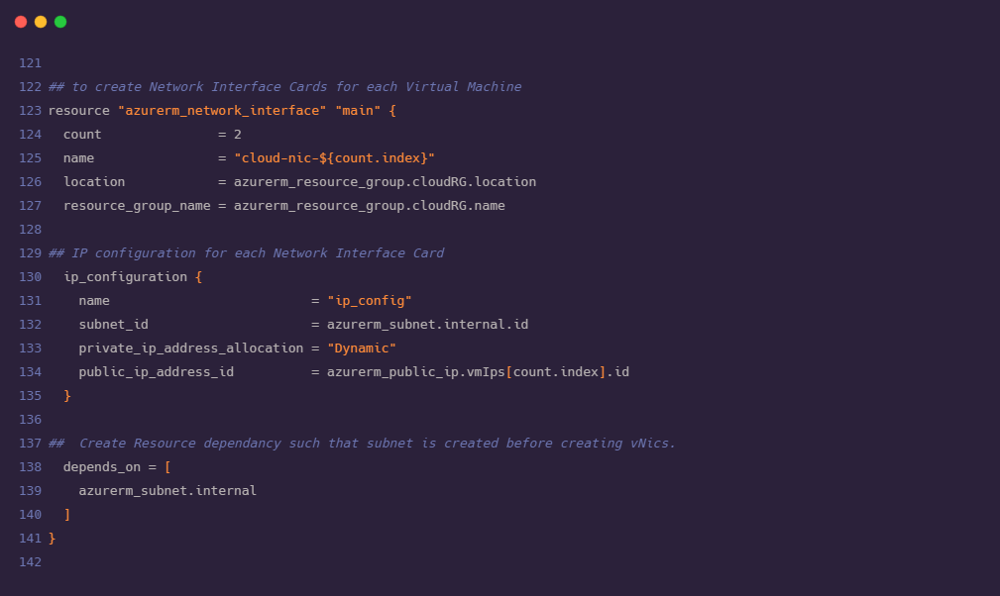 121
122 ## to create Network Interface Cards for each Virtual Machine
123 resource "azurerm_network_interface" "main" {
124   count               = 2
125   name                = "cloud-nic-${count.index}"
126   location            = azurerm_resource_group.cloudRG.location
127   resource_group_name = azurerm_resource_group.cloudRG.name
128
129 ## IP configuration for each Network Interface Card
130   ip_configuration {
131     name                          = "ip_config"
132     subnet_id                     = azurerm_subnet.internal.id
133     private_ip_address_allocation = "Dynamic"
134     public_ip_address_id          = azurerm_public_ip.vmIps[count.index].id
135   }
136
137 ##  Create Resource dependancy such that subnet is created before creating vNics.
138   depends_on = [
139     azurerm_subnet.internal
140   ]
141 }
142